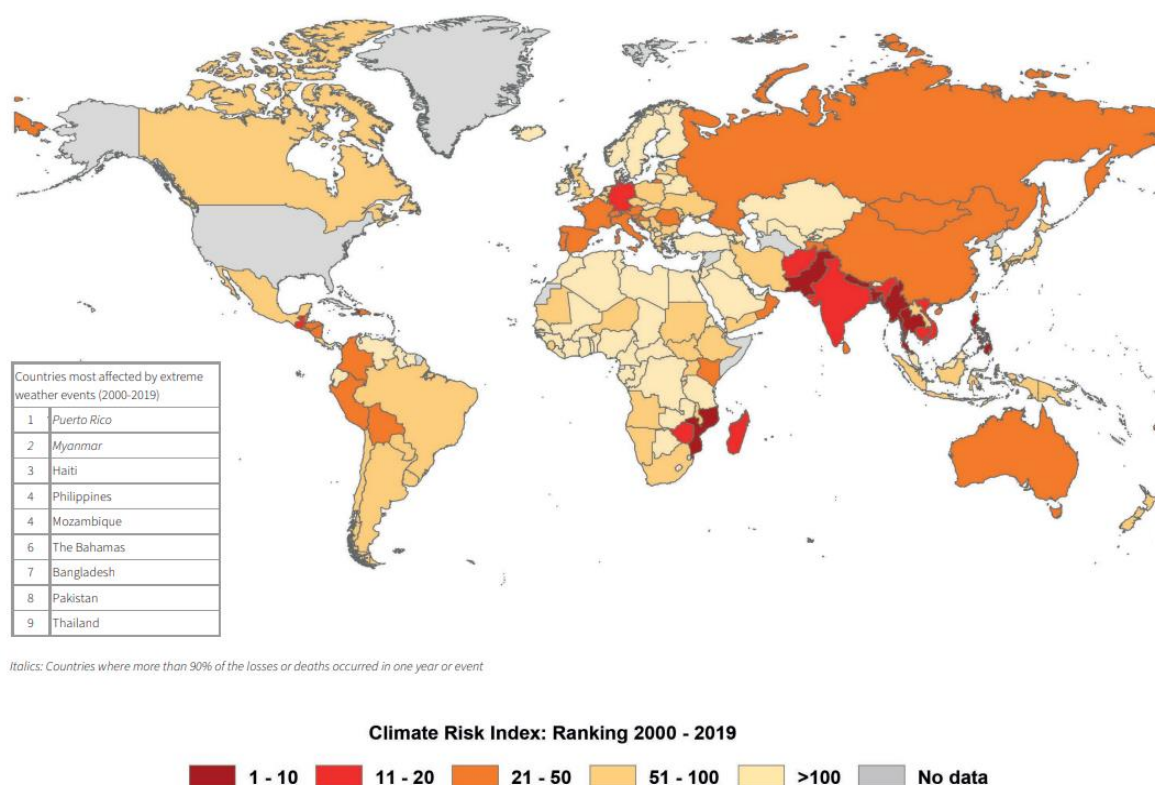 Countries most affected by extreme
weather events (2000-2019)
1 Puerto Rico
2 Myanmar
3 Haiti
4 Philippines
4 Mozambique
6 The Bahamas
7 Bangladesh
8 Pakistan
9 Thailand
Italics: Countries where more than 90% of the losses or deaths occurred in one year or event
Climate Risk Index: Ranking 2000 - 2019
1 - 10 11 - 20 21 - 50 51 - 100 >100 No data